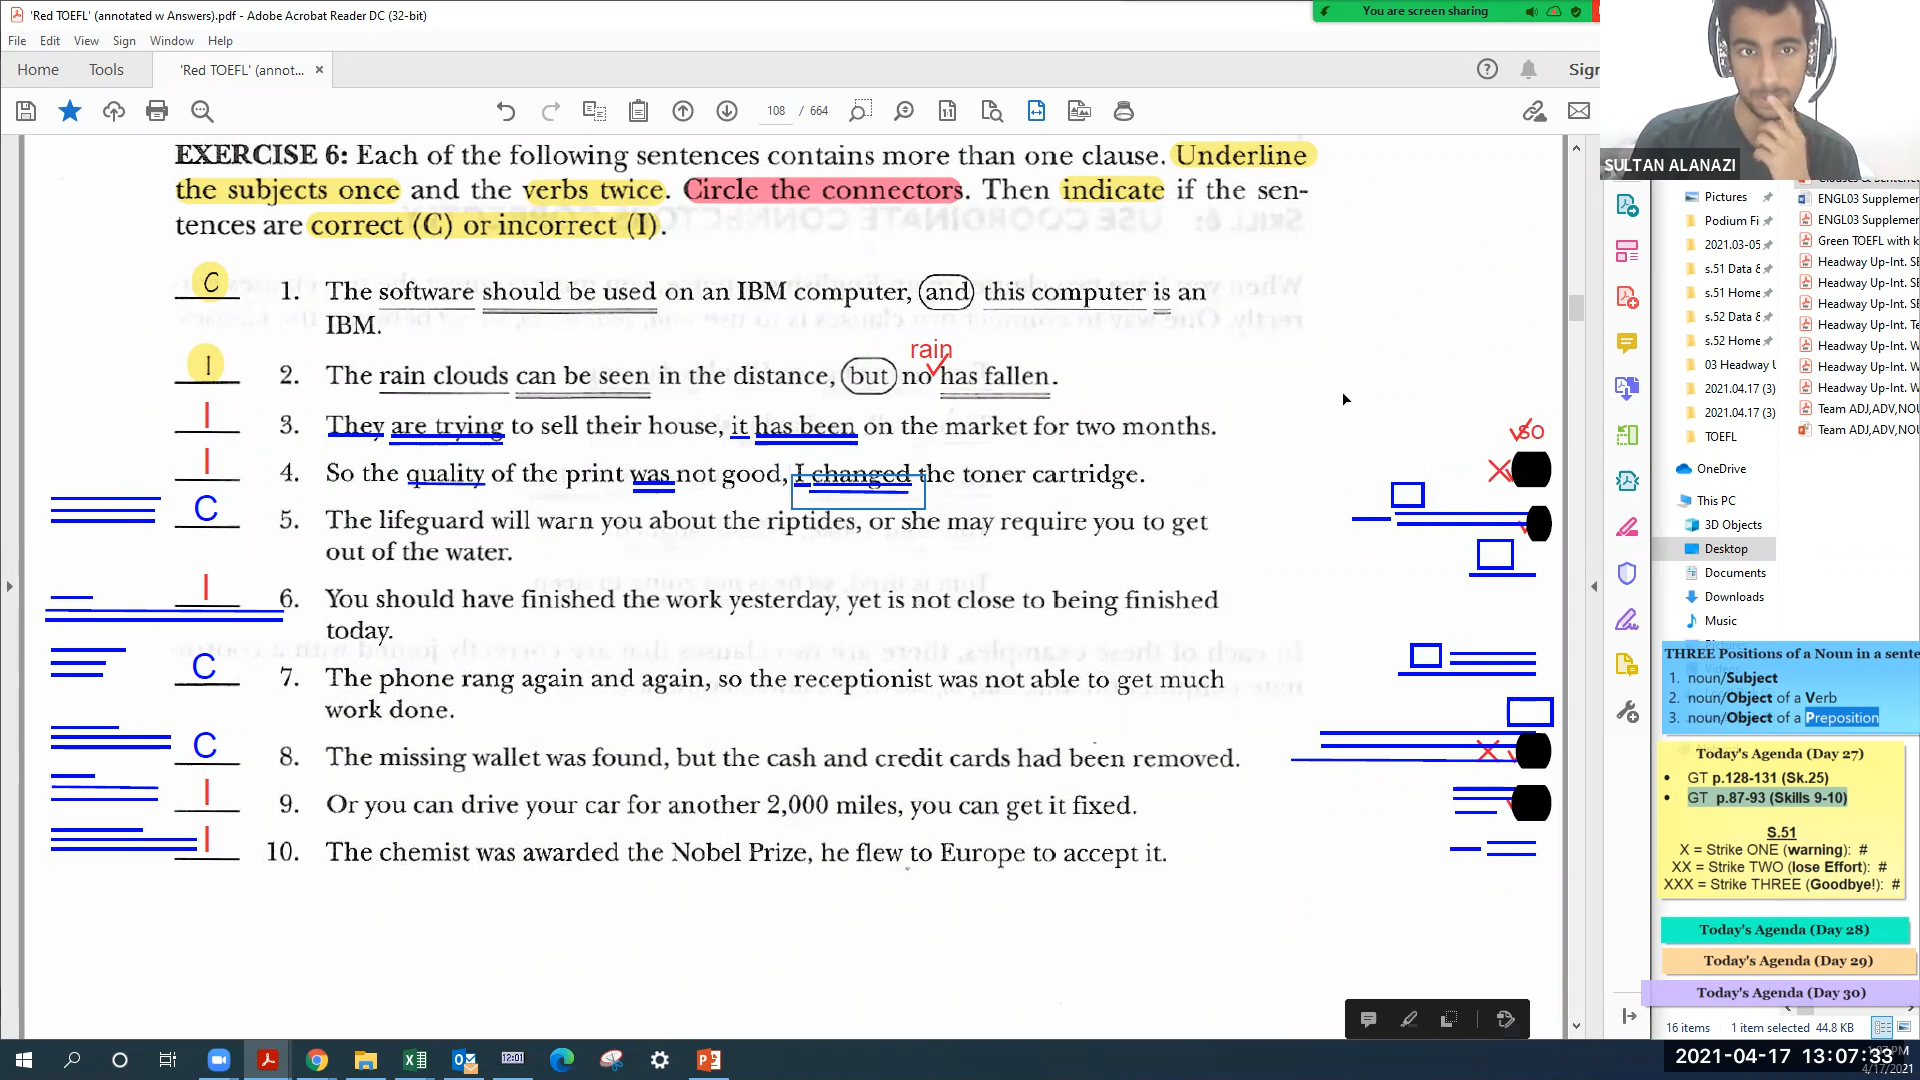 'Red TOEFL' (annotated w Answers).pdf - Adobe Acrobat Reader DC (32-bit)
You are screen sharing
File Edit View Sign Window Help
Home Tools 'Red TOEFL' (annot... × Sign
108 / 664
SULTAN ALANAZI
EXERCISE 6: Each of the following sentences contains more than one clause. Underline
the subjects once and the verbs twice. Circle the connectors. Then indicate if the sen-
tences are correct (C) or incorrect (I).
C 1. The software should be used on an IBM computer, and this computer is an
IBM.
rain
I 2. The rain clouds can be seen in the distance, but no has fallen.
I 3. They are trying to sell their house, it has been on the market for two months.
so
I 4. So the quality of the print was not good, I changed the toner cartridge.
C 5. The lifeguard will warn you about the riptides, or she may require you to get
out of the water.
I 6. You should have finished the work yesterday, yet is not close to being finished
today.
C 7. The phone rang again and again, so the receptionist was not able to get much
work done.
C 8. The missing wallet was found, but the cash and credit cards had been removed.
I 9. Or you can drive your car for another 2,000 miles, you can get it fixed.
I 10. The chemist was awarded the Nobel Prize, he flew to Europe to accept it.
Pictures
Podium Fi
2021.03-05
s.51 Data &
s.51 Home
s.52 Data &
s.52 Home
03 Headway U
2021.04.17 (3)
2021.04.17 (3)
TOEFL
OneDrive
This PC
3D Objects
Desktop
Documents
Downloads
Music
ENGL03 Supplemen
ENGL03 Supplemen
Green TOEFL with k
Headway Up-Int. SE
Headway Up-Int. SE
Headway Up-Int. SE
Headway Up-Int. Te
Headway Up-Int. W
Headway Up-Int. W
Headway Up-Int. W
Team ADJ,ADV,NOU
Team ADJ,ADV,NOU
THREE Positions of a Noun in a sente
1. noun/Subject
2. noun/Object of a Verb
3. noun/Object of a Preposition
Today's Agenda (Day 27)
• GT p.128-131 (Sk.25)
• GT p.87-93 (Skills 9-10)
S.51
X = Strike ONE (warning): #
XX = Strike TWO (lose Effort): #
XXX = Strike THREE (Goodbye!): #
Today's Agenda (Day 28)
Today's Agenda (Day 29)
Today's Agenda (Day 30)
16 items 1 item selected 44.8 KB
12:01
2021-04-17 13:07:33
4/17/2021